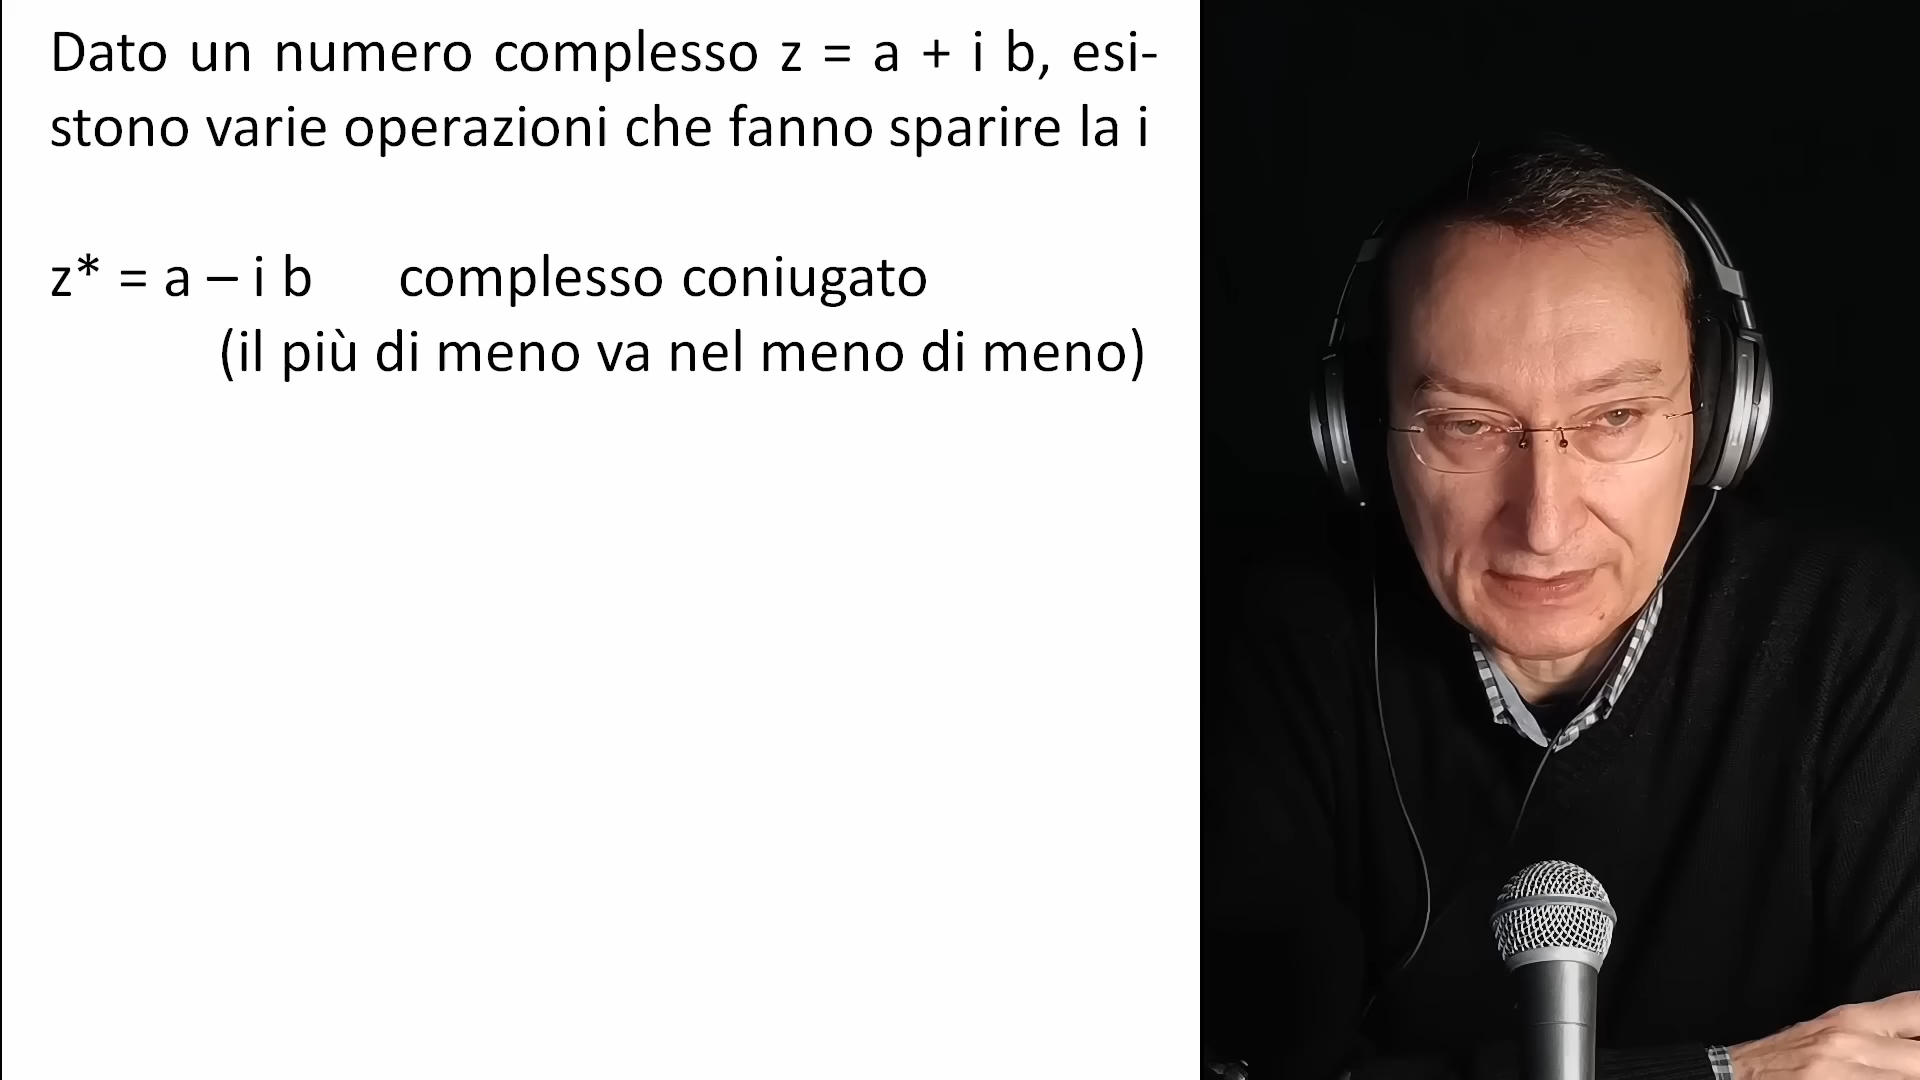 Dato un numero complesso z = a + i b, esi-
stono varie operazioni che fanno sparire la i
z* = a – i b complesso coniugato
(il più di meno va nel meno di meno)